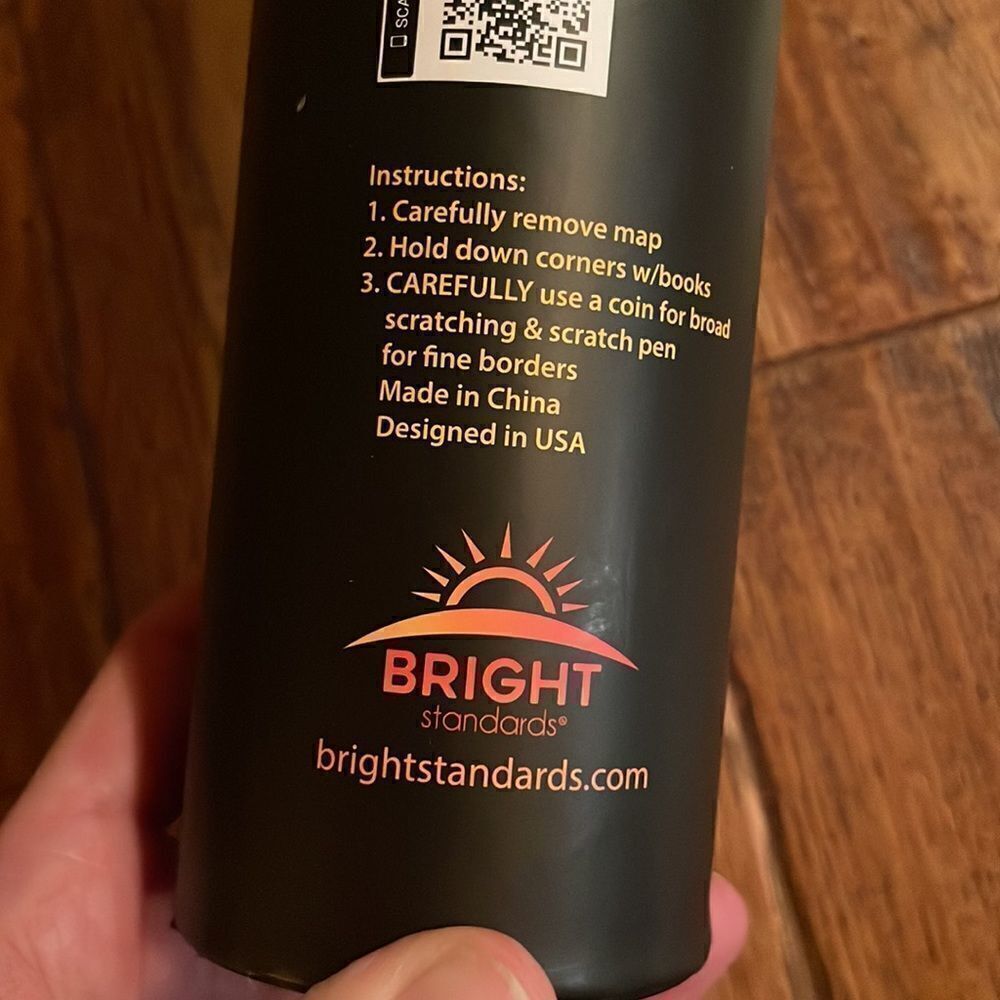 SCA
Instructions:
1. Carefully remove map
2. Hold down corners w/books
3. CAREFULLY use a coin for broad
scratching & scratch pen
for fine borders
Made in China
Designed in USA
BRIGHT
standards®
brightstandards.com